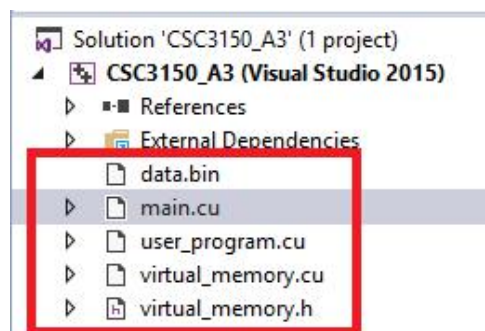 Solution 'CSC3150_A3' (1 project)
CSC3150_A3 (Visual Studio 2015)
References
External Dependencies
data.bin
main.cu
user_program.cu
virtual_memory.cu
virtual_memory.h